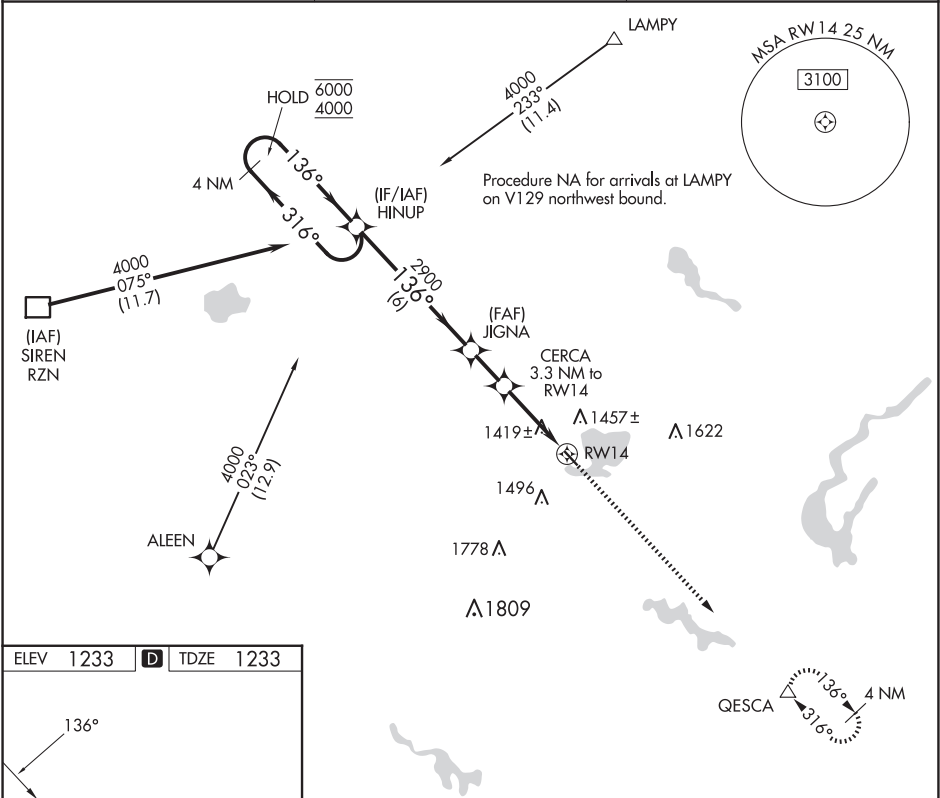 LAMPY
MSA RW14 25 NM
3100
4000
233°
(11.4)
HOLD
6000
4000
136°
4 NM
316°
(IF/IAF)
HINUP
Procedure NA for arrivals at LAMPY
on V129 northwest bound.
4000
075°
(11.7)
(IAF)
SIREN
RZN
2900
136°
(6)
(FAF)
JIGNA
CERCA
3.3 NM to
RW14
1419±
1457±
1622
RW14
1496
4000
023°
(12.9)
ALEEN
1778
1809
ELEV 1233 D TDZE 1233
136°
QESCA
136°
316°
4 NM